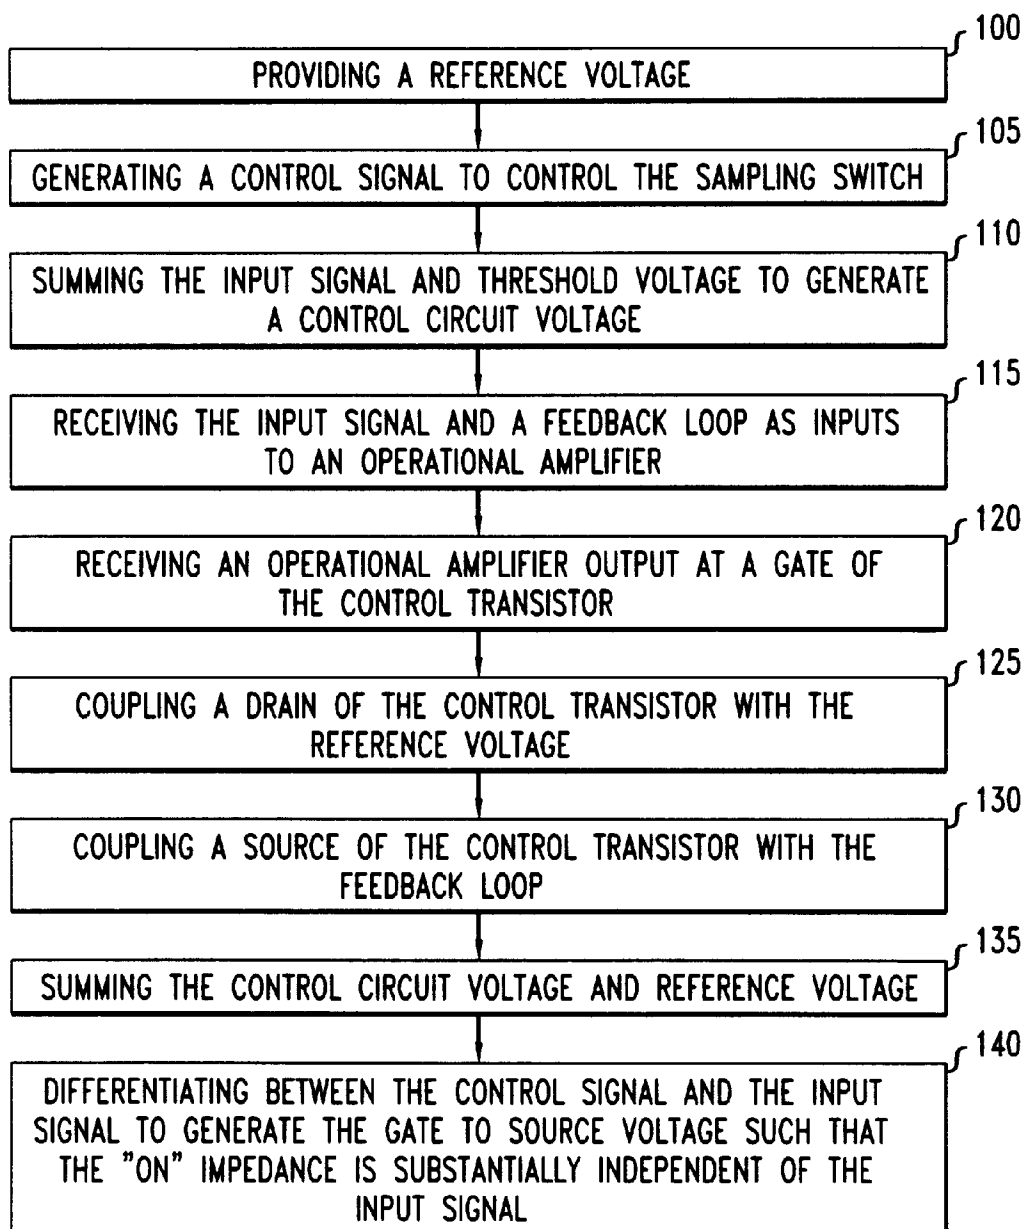 100
PROVIDING A REFERENCE VOLTAGE
105
GENERATING A CONTROL SIGNAL TO CONTROL THE SAMPLING SWITCH
110
SUMMING THE INPUT SIGNAL AND THRESHOLD VOLTAGE TO GENERATE
A CONTROL CIRCUIT VOLTAGE
115
RECEIVING THE INPUT SIGNAL AND A FEEDBACK LOOP AS INPUTS
TO AN OPERATIONAL AMPLIFIER
120
RECEIVING AN OPERATIONAL AMPLIFIER OUTPUT AT A GATE OF
THE CONTROL TRANSISTOR
125
COUPLING A DRAIN OF THE CONTROL TRANSISTOR WITH THE
REFERENCE VOLTAGE
130
COUPLING A SOURCE OF THE CONTROL TRANSISTOR WITH THE
FEEDBACK LOOP
135
SUMMING THE CONTROL CIRCUIT VOLTAGE AND REFERENCE VOLTAGE
140
DIFFERENTIATING BETWEEN THE CONTROL SIGNAL AND THE INPUT
SIGNAL TO GENERATE THE GATE TO SOURCE VOLTAGE SUCH THAT
THE "ON" IMPEDANCE IS SUBSTANTIALLY INDEPENDENT OF THE
INPUT SIGNAL